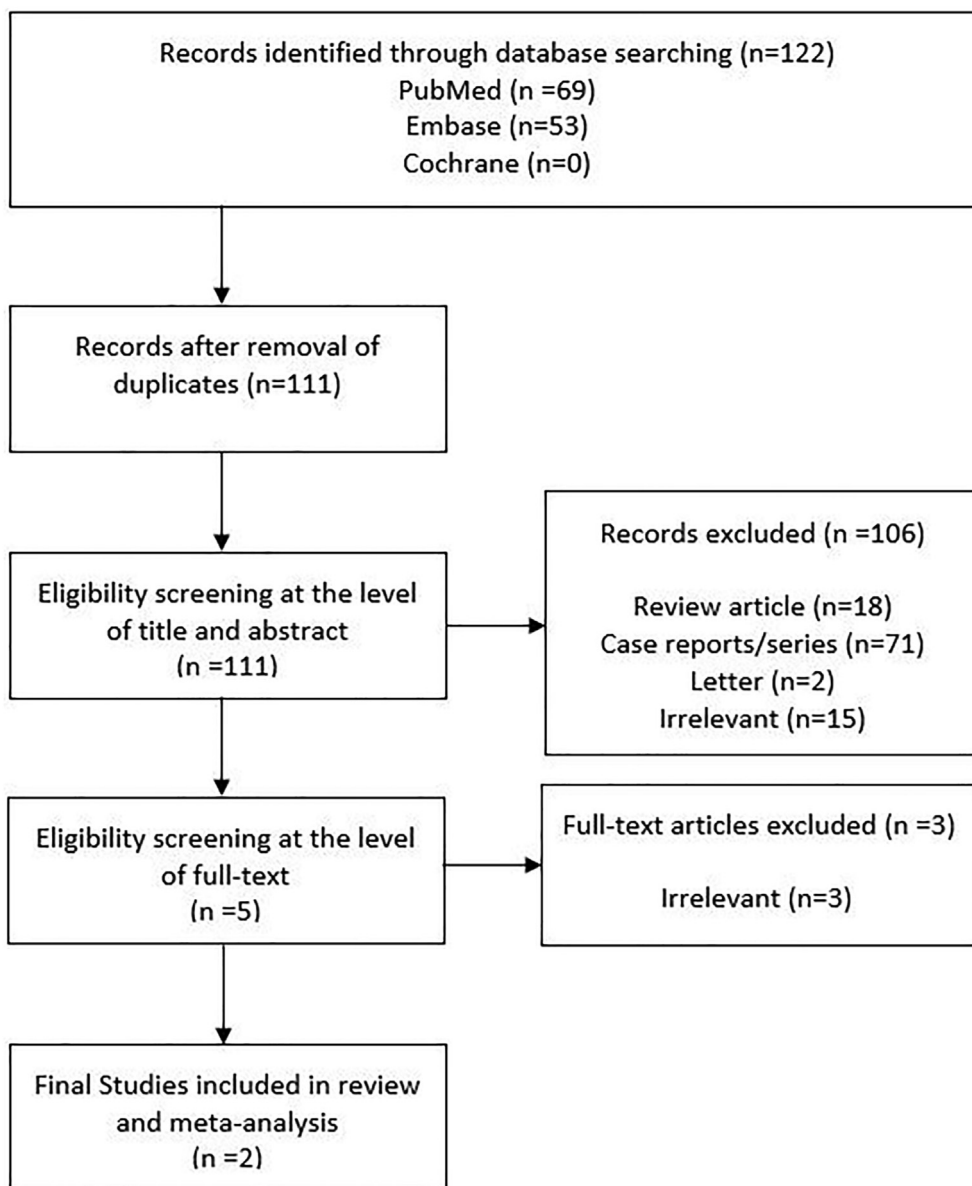 Records identified through database searching (n=122)
PubMed (n =69)
Embase (n=53)
Cochrane (n=0)
Records after removal of
duplicates (n=111)
Eligibility screening at the level
of title and abstract
(n =111)
Records excluded (n =106)
Review article (n=18)
Case reports/series (n=71)
Letter (n=2)
Irrelevant (n=15)
Eligibility screening at the level
of full-text
(n =5)
Full-text articles excluded (n =3)
Irrelevant (n=3)
Final Studies included in review
and meta-analysis
(n =2)